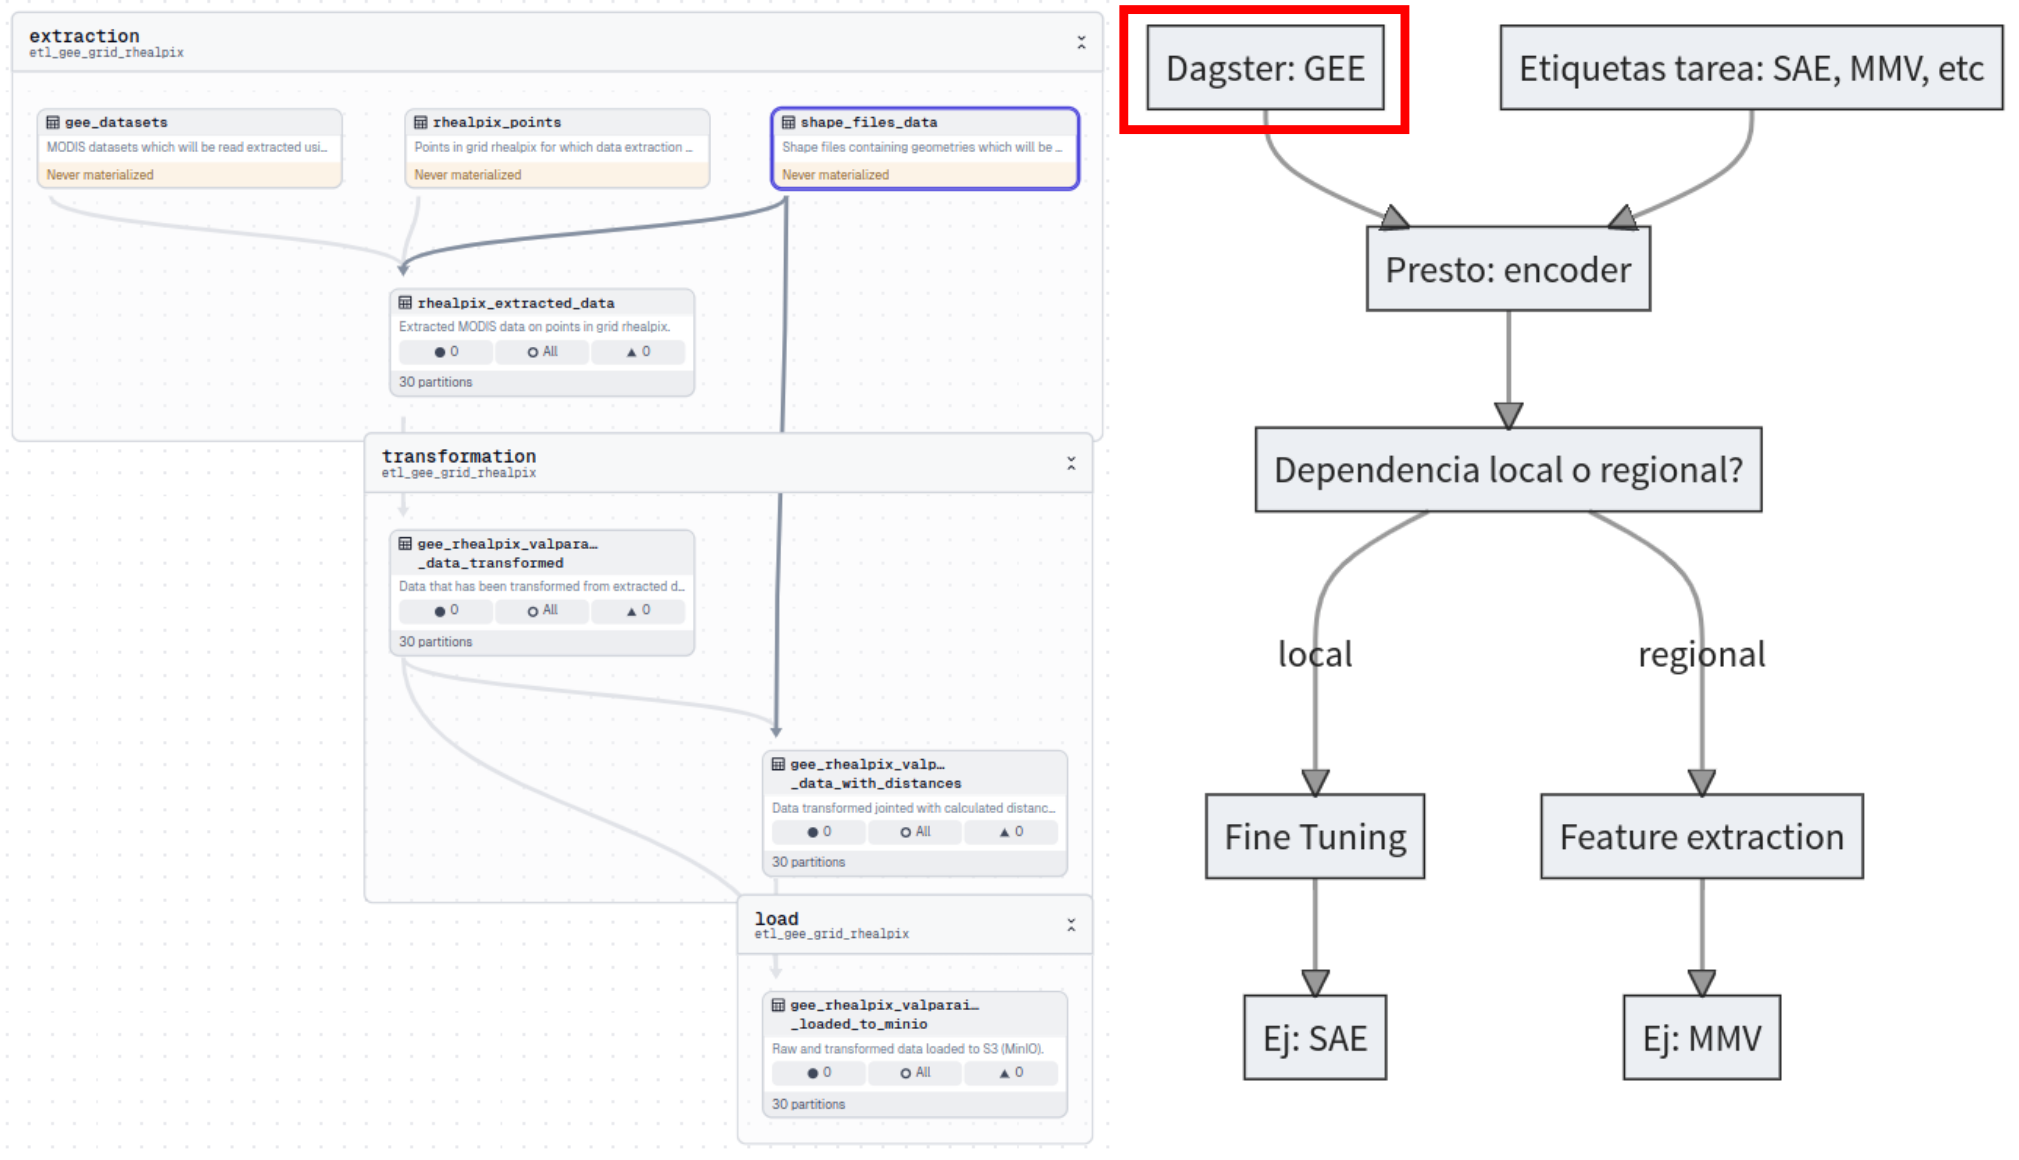 extraction
etl_gee_grid_rhealpix
gee_datasets
MODIS datasets which will be read extracted usi…
Never materialized
rhealpix_points
Points in grid rhealpix for which data extraction …
Never materialized
shape_files_data
Shape files containing geometries which will be …
Never materialized
rhealpix_extracted_data
Extracted MODIS data on points in grid rhealpix.
0 All 0
30 partitions
transformation
etl_gee_grid_rhealpix
gee_rhealpix_valpara…
_data_transformed
Data that has been transformed from extracted d…
0 All 0
30 partitions
gee_rhealpix_valp…
_data_with_distances
Data transformed jointed with calculated distanc…
0 All 0
30 partitions
load
etl_gee_grid_rhealpix
gee_rhealpix_valparai…
_loaded_to_minio
Raw and transformed data loaded to S3 (MinIO).
0 All 0
30 partitions
Dagster: GEE
Etiquetas tarea: SAE, MMV, etc
Presto: encoder
Dependencia local o regional?
local
regional
Fine Tuning
Feature extraction
Ej: SAE
Ej: MMV